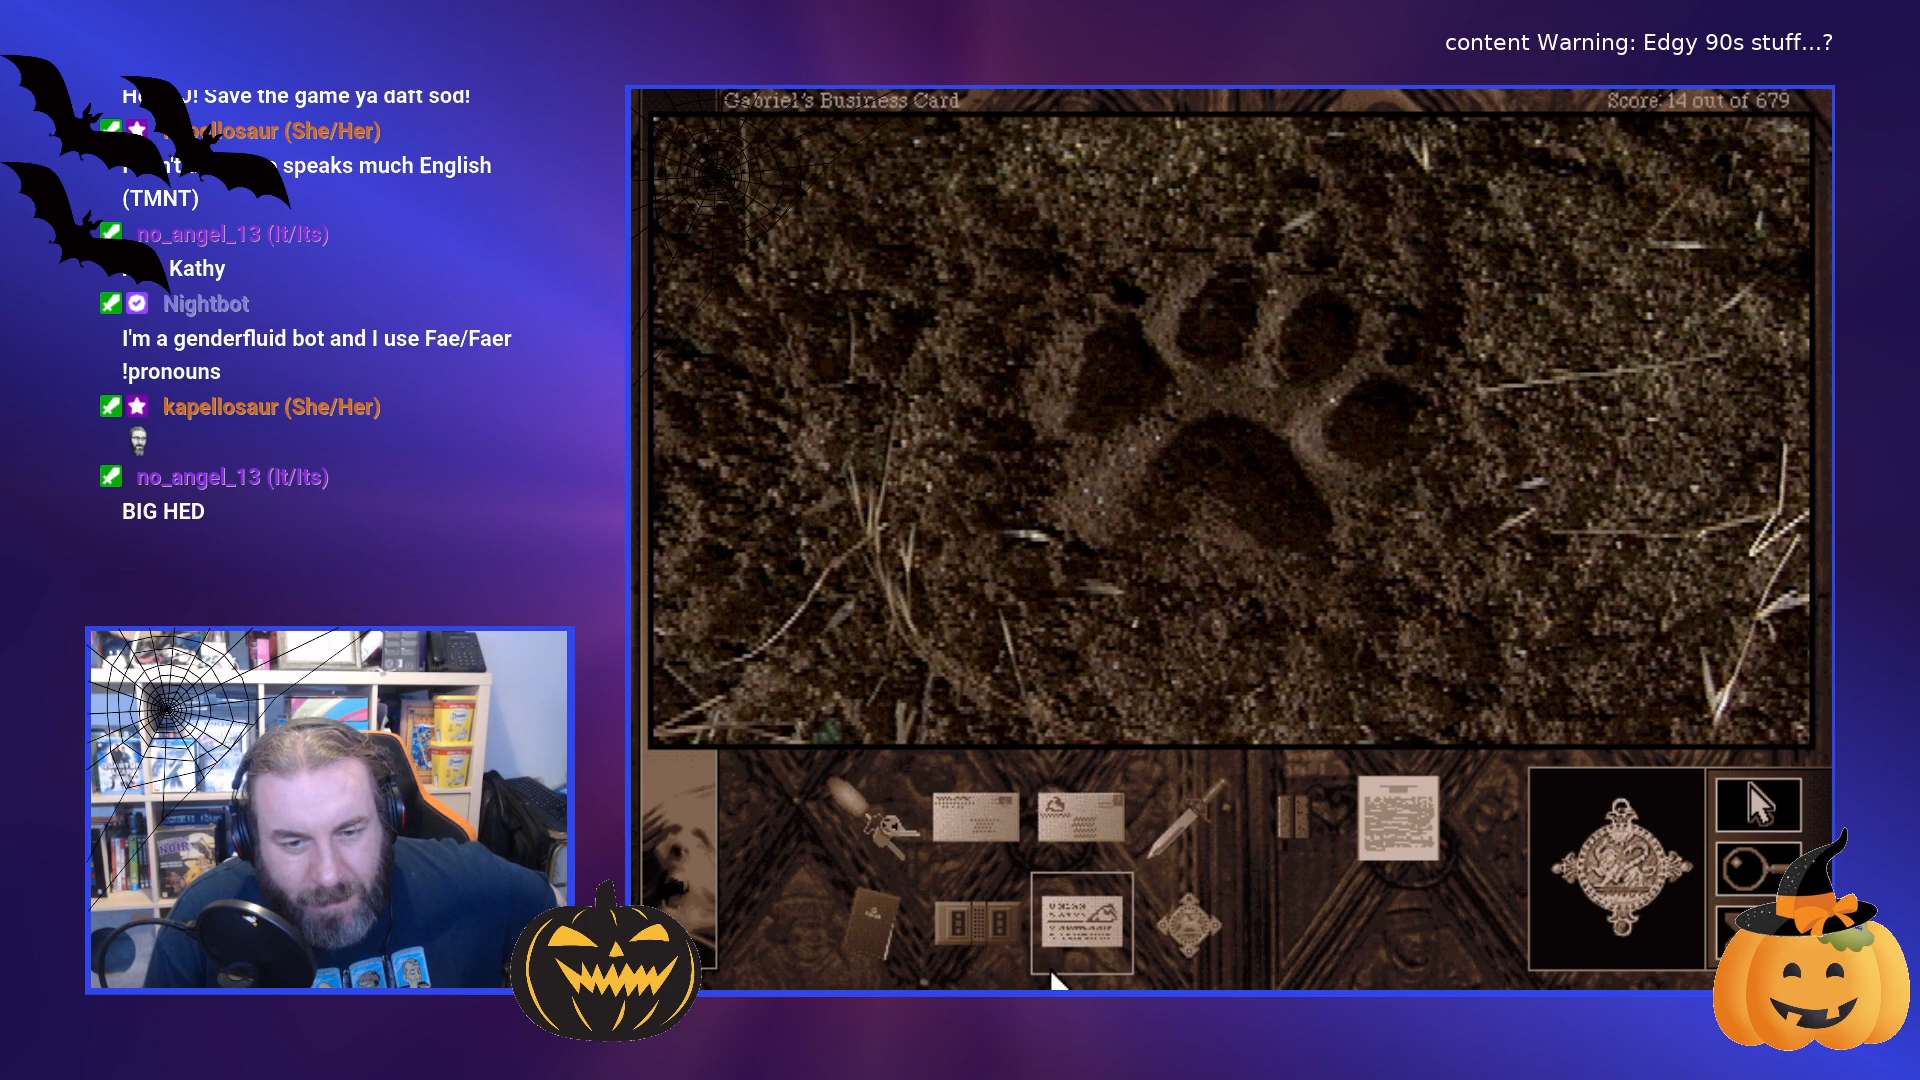 content Warning: Edgy 90s stuff...?
Gabriel's Business Card
Score: 14 out of 679
Save the game ya daft sod!
(She/Her)
speaks much English
(TMNT)
no_angel_13 (It/Its)
Kathy
Nightbot
I'm a genderfluid bot and I use Fae/Faer
!pronouns
kapellosaur (She/Her)
no_angel_13 (It/Its)
BIG HED
NOIR